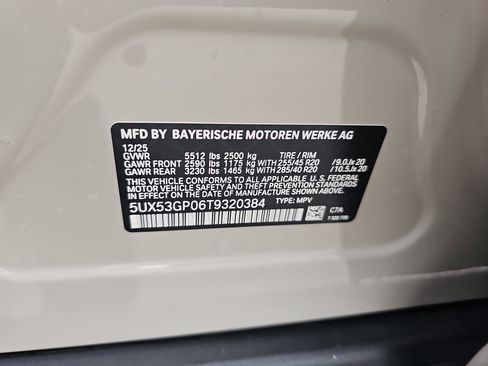 MFD BY BAYERISCHE MOTOREN WERKE AG
12/25
GVWR 5512 lbs 2500 kg TIRE / RIM
GAWR FRONT 2590 lbs 1175 kg WITH 255/45 R20 /9.0Jx20
GAWR REAR 3230 lbs 1465 kg WITH 285/40 R20 /10.5Jx20
THIS VEHICLE CONFORMS TO ALL APPLICABLE U.S.
FEDERAL MOTOR VEHICLE SAFETY, BUMPER, AND THEFT
PREVENTION STANDARDS IN EFFECT ON THE DATE OF
MANUFACTURE SHOWN ABOVE.
5UX53GP06T9320384 TYPE: MPV C7A